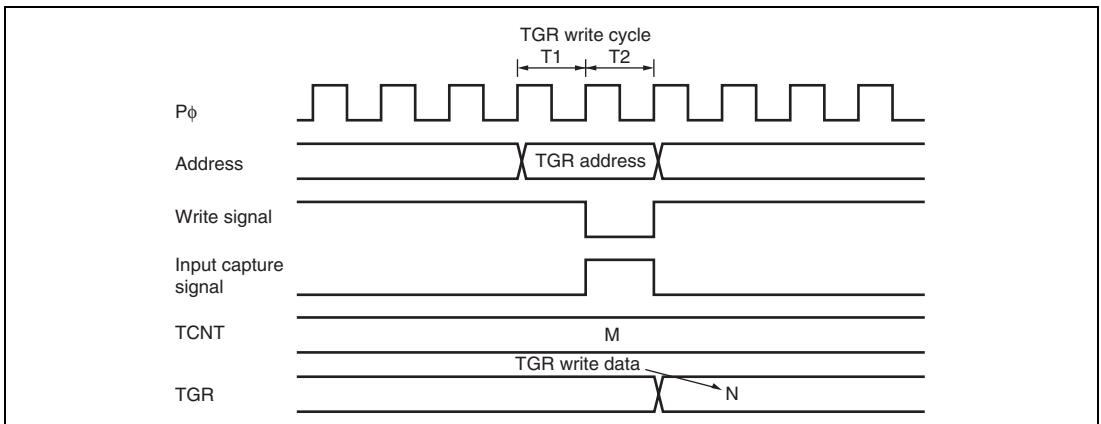 TGR write cycle
T1 T2
Pϕ
Address
TGR address
Write signal
Input capture
signal
TCNT
M
TGR write data
TGR
N